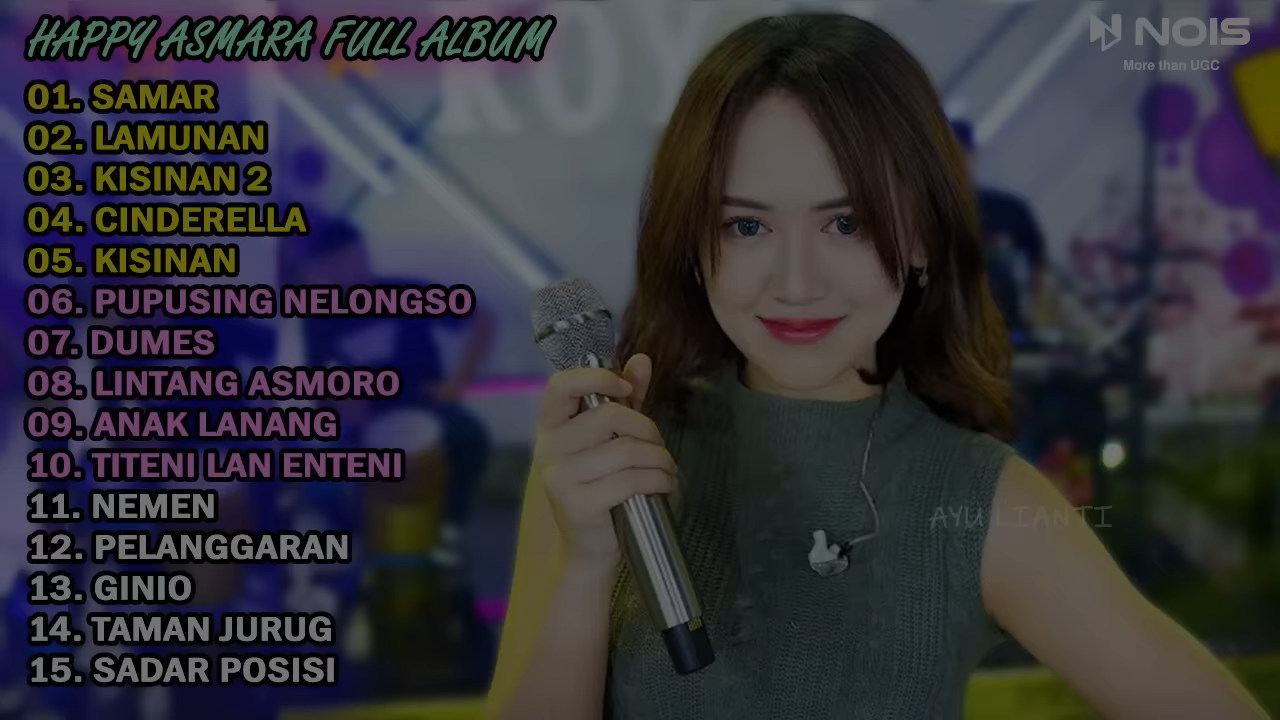 HAPPY ASMARA FULL ALBUM
01. SAMAR
02. LAMUNAN
03. KISINAN 2
04. CINDERELLA
05. KISINAN
06. PUPUSING NELONGSO
07. DUMES
08. LINTANG ASMORO
09. ANAK LANANG
10. TITENI LAN ENTENI
11. NEMEN
12. PELANGGARAN
13. GINIO
14. TAMAN JURUG
15. SADAR POSISI
NOIS
More than UGC
ROY
AYU LIANTI